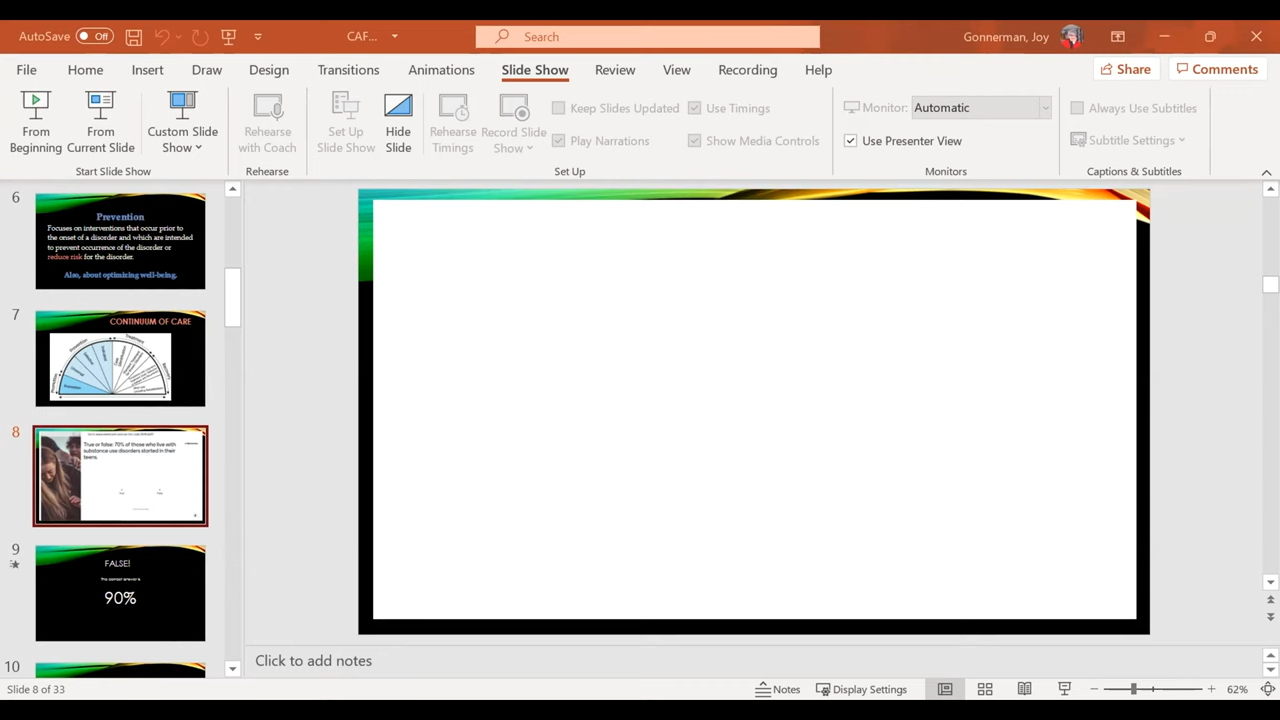 AutoSave Off CAF... Search Gonnerman, Joy
File Home Insert Draw Design Transitions Animations Slide Show Review View Recording Help Share Comments
From Beginning
From Current Slide
Custom Slide Show
Rehearse with Coach
Set Up Slide Show
Hide Slide
Rehearse Timings
Record Slide Show
Keep Slides Updated
Play Narrations
Use Timings
Show Media Controls
Monitor: Automatic
Use Presenter View
Always Use Subtitles
Subtitle Settings
Start Slide Show Rehearse Set Up Monitors Captions & Subtitles
6
Prevention
Focuses on interventions that occur prior to
the onset of a disorder and which are intended
to prevent occurrence of the disorder or
reduce risk for the disorder.
Also, about optimizing well-being.
7
CONTINUUM OF CARE
Prevention
Treatment
8
True or false: 70% of those who live with
substance use disorders started in their
teens.
9
FALSE!
The correct answer is
90%
10
Click to add notes
Slide 8 of 33 Notes Display Settings 62%